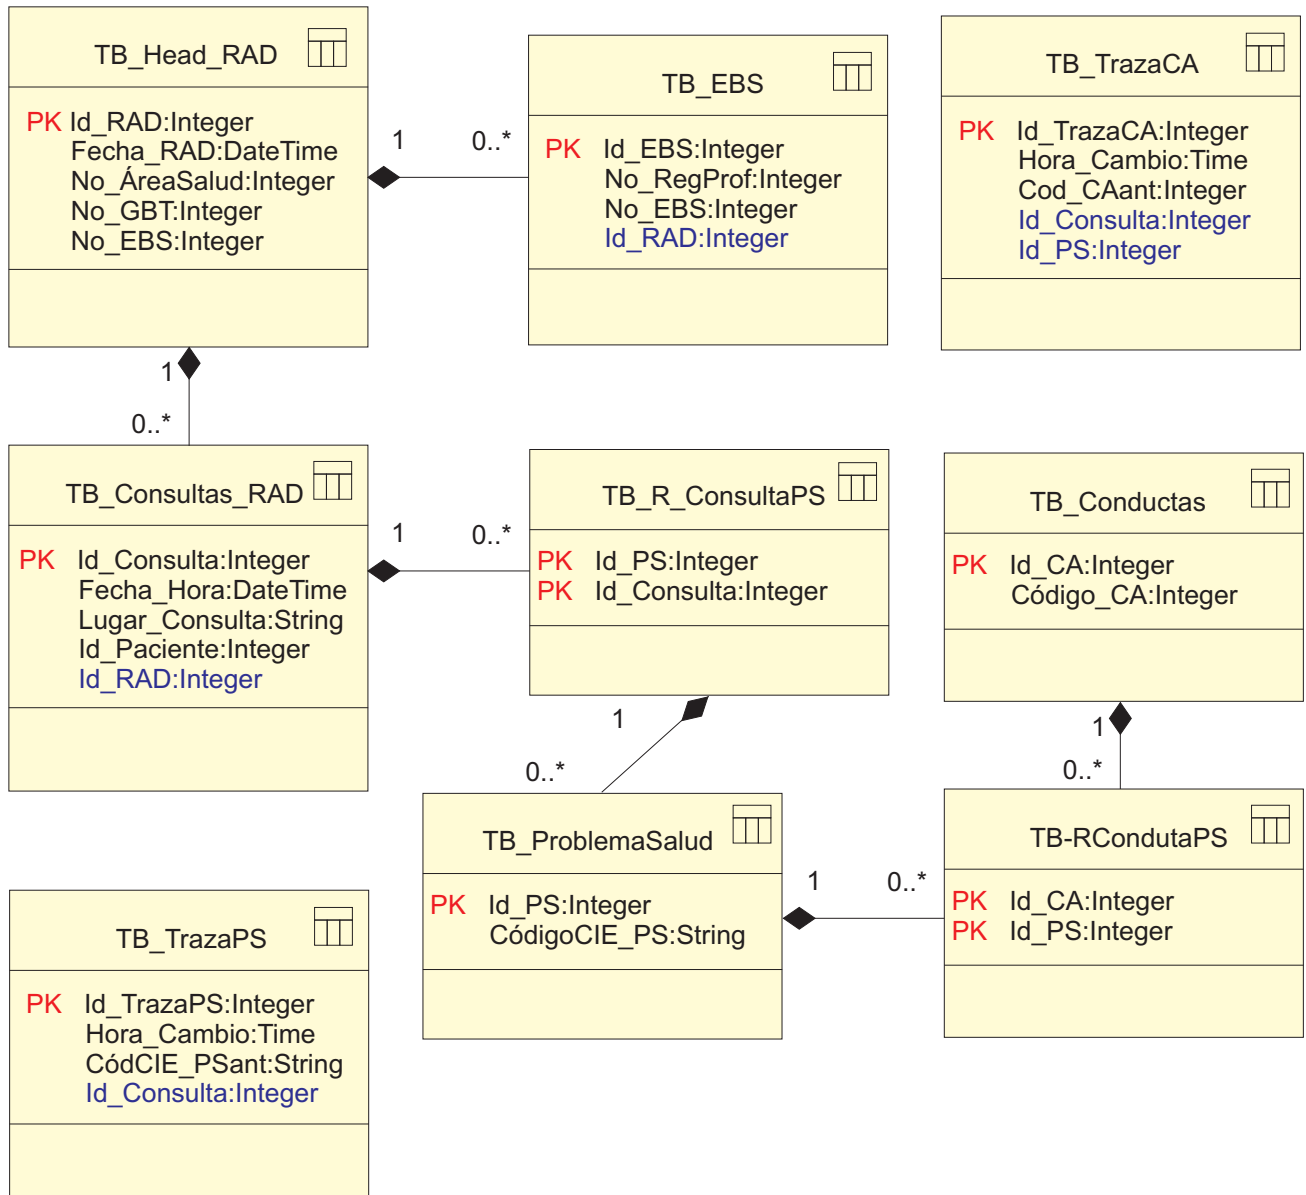 TB_Head_RAD
PK Id_RAD:Integer
Fecha_RAD:DateTime
No_ÁreaSalud:Integer
No_GBT:Integer
No_EBS:Integer
1
0..*
TB_EBS
PK Id_EBS:Integer
No_RegProf:Integer
No_EBS:Integer
Id_RAD:Integer
TB_TrazaCA
PK Id_TrazaCA:Integer
Hora_Cambio:Time
Cod_CAant:Integer
Id_Consulta:Integer
Id_PS:Integer
1
0..*
TB_Consultas_RAD
PK Id_Consulta:Integer
Fecha_Hora:DateTime
Lugar_Consulta:String
Id_Paciente:Integer
Id_RAD:Integer
1
0..*
TB_R_ConsultaPS
PK Id_PS:Integer
PK Id_Consulta:Integer
TB_Conductas
PK Id_CA:Integer
Código_CA:Integer
1
0..*
1
0..*
TB_ProblemaSalud
PK Id_PS:Integer
CódigoCIE_PS:String
1
0..*
TB-RCondutaPS
PK Id_CA:Integer
PK Id_PS:Integer
TB_TrazaPS
PK Id_TrazaPS:Integer
Hora_Cambio:Time
CódCIE_PSant:String
Id_Consulta:Integer